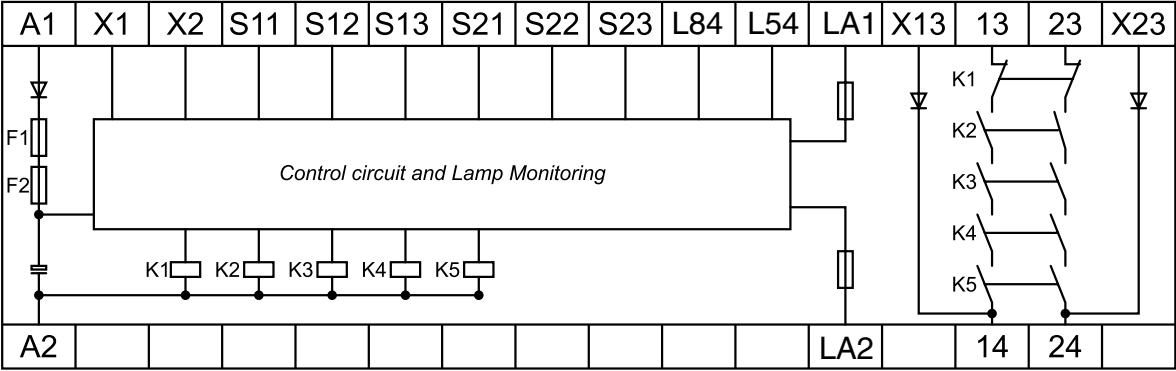 A1 X1 X2 S11 S12 S13 S21 S22 S23 L84 L54 LA1 X13 13 23 X23
K1
F1
K2
Control circuit and Lamp Monitoring
F2
K3
K4
K1 K2 K3 K4 K5
K5
A2 LA2 14 24